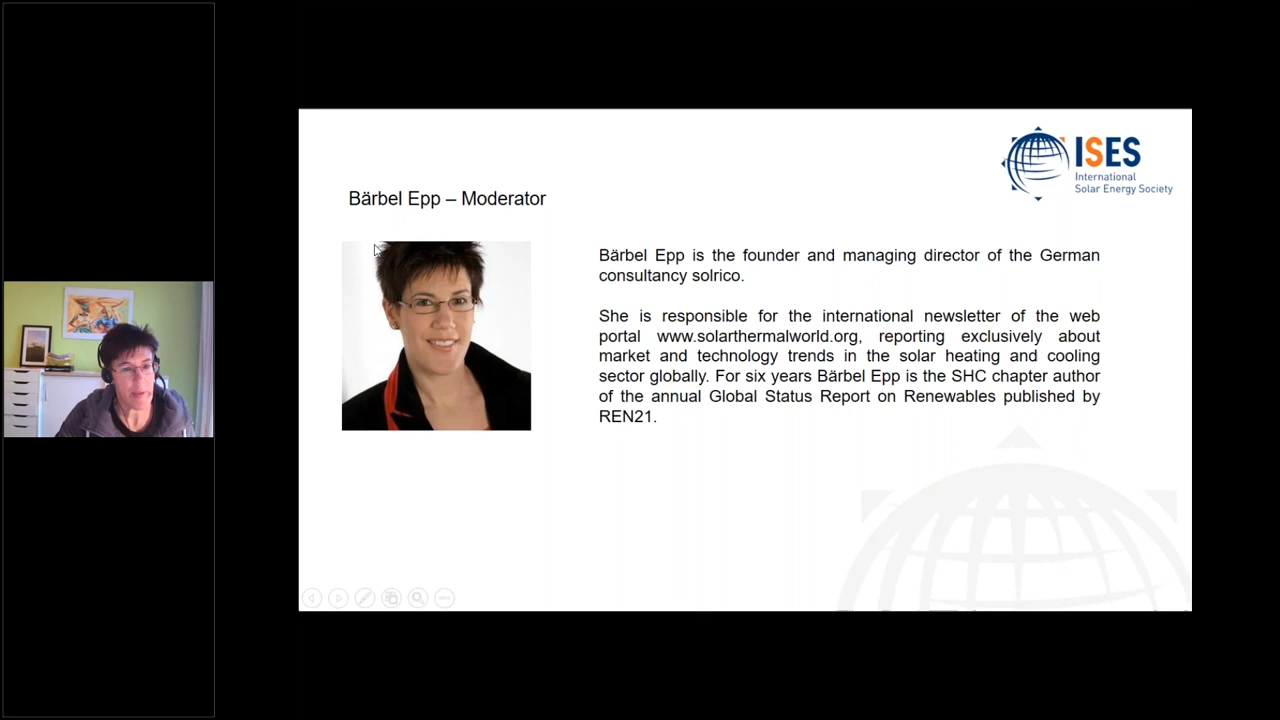 ISES
International
Solar Energy Society
Bärbel Epp – Moderator
Bärbel Epp is the founder and managing director of the German
consultancy solrico.
She is responsible for the international newsletter of the web
portal www.solarthermalworld.org, reporting exclusively about
market and technology trends in the solar heating and cooling
sector globally. For six years Bärbel Epp is the SHC chapter author
of the annual Global Status Report on Renewables published by
REN21.